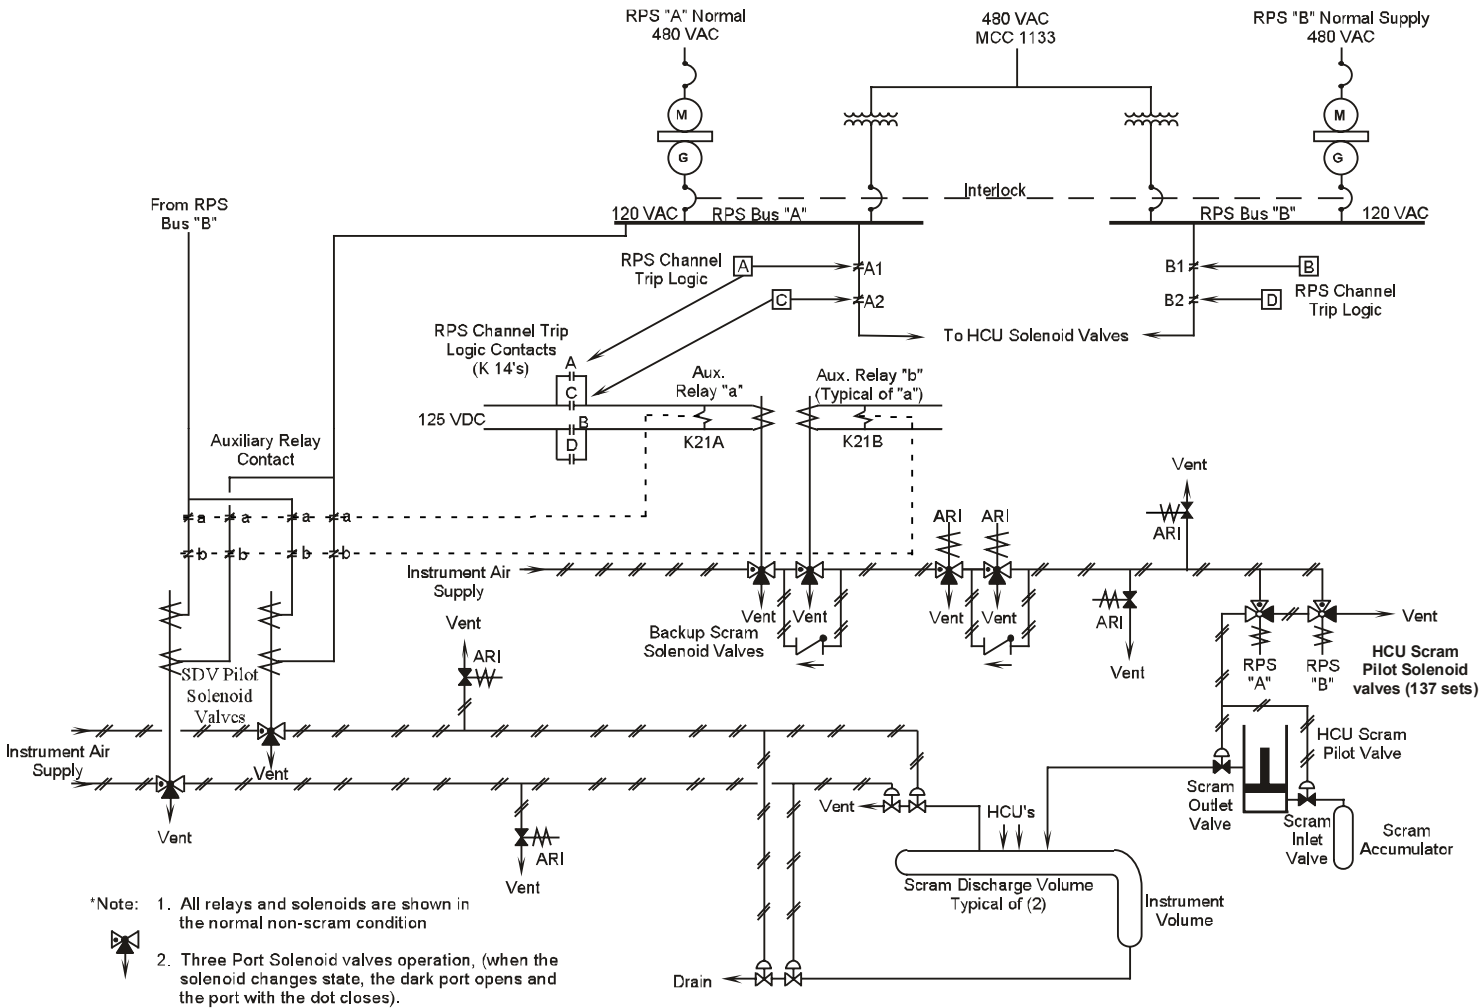 RPS "A" Normal
480 VAC
480 VAC
MCC 1133
RPS "B" Normal Supply
480 VAC
M
G
M
G
Interlock
From RPS
Bus "B"
120 VAC
RPS Bus "A"
RPS Bus "B"
120 VAC
RPS Channel
Trip Logic
A
A1
C
A2
B1
B
B2
D
RPS Channel
Trip Logic
To HCU Solenoid Valves
RPS Channel Trip
Logic Contacts
(K 14's)
A
C
B
D
125 VDC
Aux.
Relay "a"
K21A
Aux. Relay "b"
(Typical of "a")
K21B
Auxiliary Relay
Contact
a
a
a
a
b
b
b
b
Instrument Air
Supply
Vent
Vent
Backup Scram
Solenoid Valves
ARI
ARI
Vent
Vent
Vent
ARI
ARI
Vent
Vent
RPS
"A"
RPS
"B"
HCU Scram
Pilot Solenoid
valves (137 sets)
SDV Pilot
Solenoid
Valves
Vent
ARI
Instrument Air
Supply
Vent
Vent
ARI
Vent
HCU Scram
Pilot Valve
Scram
Outlet
Valve
Scram
Inlet
Valve
Scram
Accumulator
Vent
HCU's
Scram Discharge Volume
Typical of (2)
Instrument
Volume
Drain
*Note: 1. All relays and solenoids are shown in
the normal non-scram condition
2. Three Port Solenoid valves operation, (when the
solenoid changes state, the dark port opens and
the port with the dot closes).